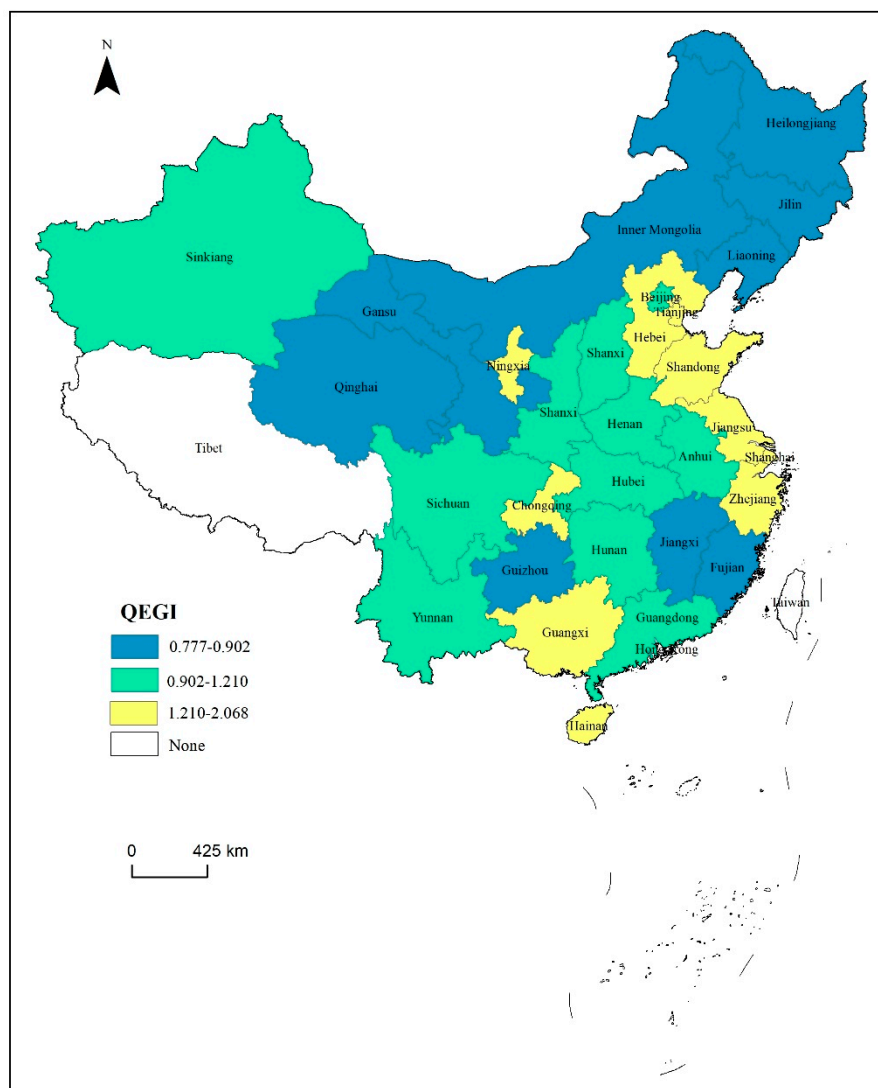 N
Heilongjiang
Jilin
Inner Mongolia
Liaoning
Sinkiang
Gansu
Beijing
Tianjing
Hebei
Shanxi
Ningxia
Shandong
Qinghai
Shanxi
Henan
Jiangsu
Tibet
Anhui
Shanghai
Hubei
Sichuan
Chongqing
Zhejiang
Jiangxi
Hunan
Guizhou
Fujian
Taiwan
QEGI
Yunnan
Guangxi
Guangdong
0.777-0.902
Hong Kong
0.902-1.210
1.210-2.068
Hainan
None
0 425 km